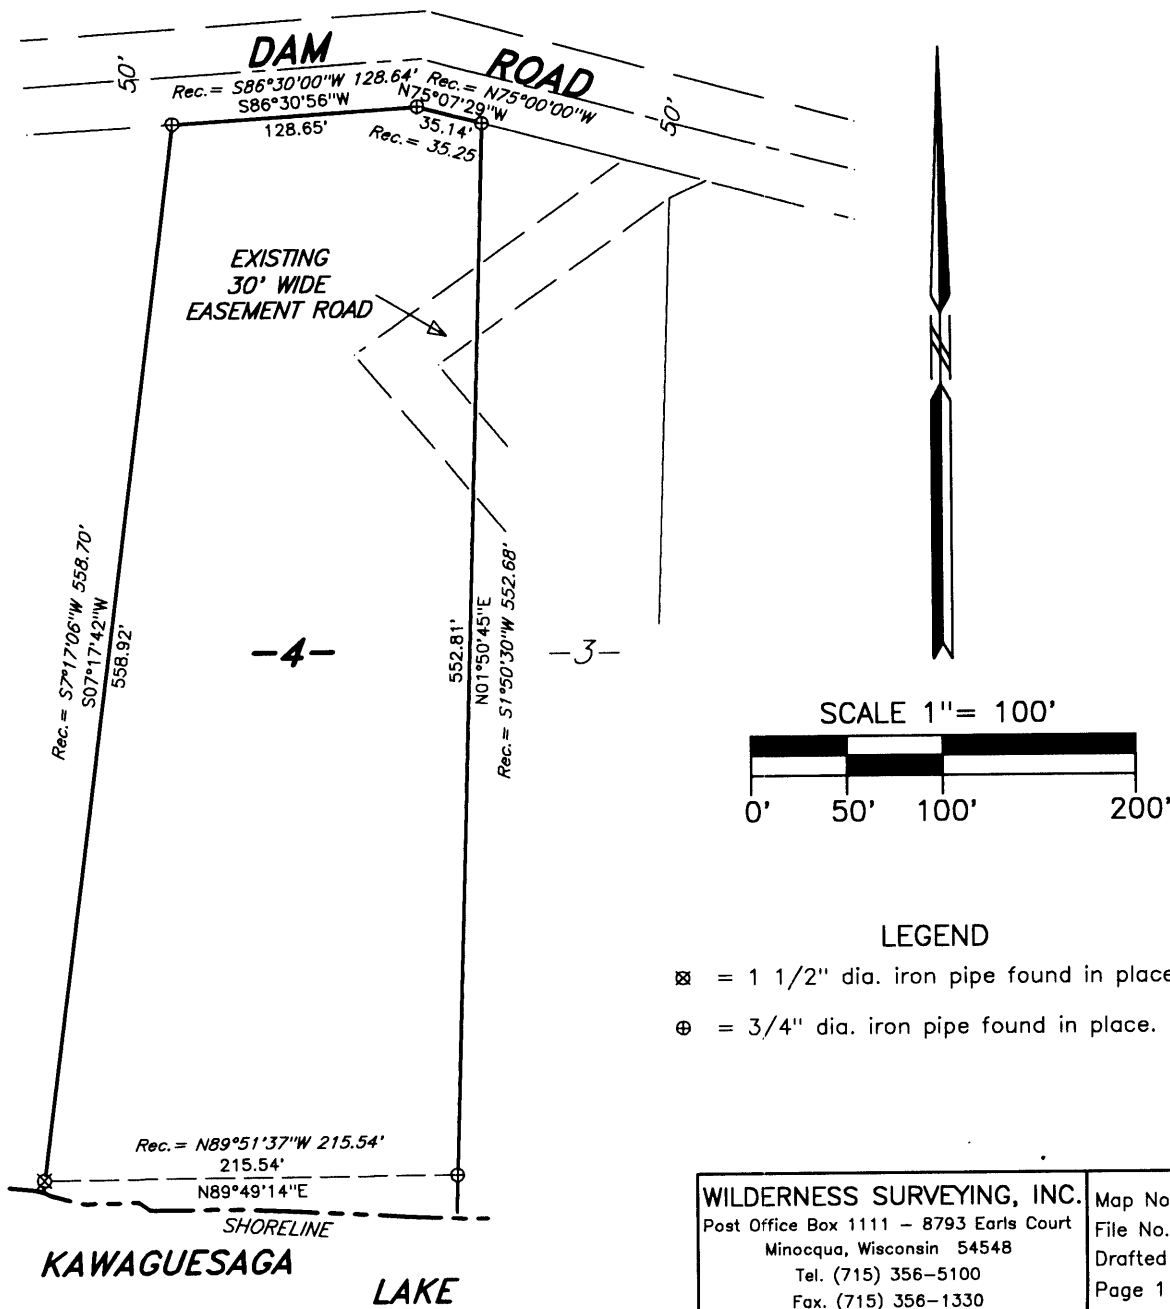 DAM ROAD
50'
Rec.= S86°30'00"W 128.64'
S86°30'56"W
128.65'
Rec.= N75°00'00"W
N75°07'29"W
35.14'
Rec.= 35.25
50'
EXISTING
30' WIDE
EASEMENT ROAD
Rec.= S7°17'06"W 558.70'
S07°17'42"W
558.92'
-4-
552.81'
N01°50'45"E
Rec.= S1°50'30"W 552.68'
-3-
SCALE 1"= 100'
0' 50' 100' 200'
LEGEND
= 1 1/2" dia. iron pipe found in place
= 3/4" dia. iron pipe found in place.
Rec.= N89°51'37"W 215.54'
215.54'
N89°49'14"E
SHORELINE
KAWAGUESAGA
LAKE
WILDERNESS SURVEYING, INC.
Post Office Box 1111 – 8793 Earls Court
Minocqua, Wisconsin 54548
Tel. (715) 356–5100
Fax. (715) 356–1330
Map No
File No.
Drafted
Page 1